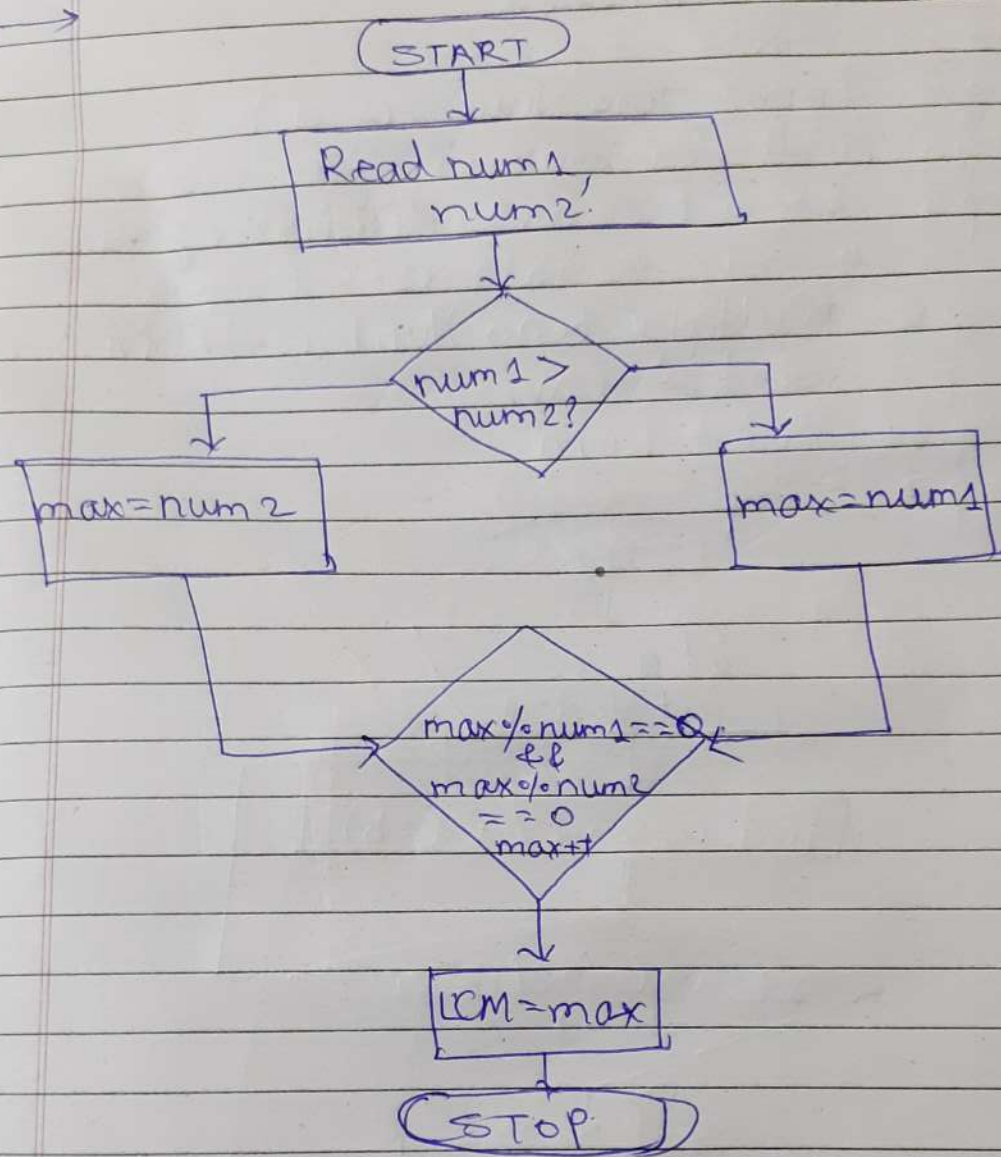 START
Read num1,
num2.
num1>
num2?
max=num2
max=num1
max%num1==0
&&
max%num2
==0
max++
LCM=max
STOP